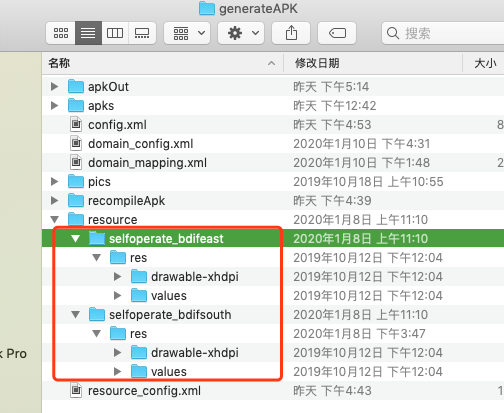 generateAPK
搜索
名称 修改日期 大小
apkOut 昨天 下午5:14
apks 昨天 下午12:42
config.xml 昨天 下午4:53 8
domain_config.xml 2020年1月10日 下午4:31
domain_mapping.xml 2020年1月10日 下午1:48 2
pics 2019年10月18日 上午10:55
recompileApk 昨天 下午4:39
resource 2020年1月8日 上午11:10
selfoperate_bdifeast 2020年1月8日 上午11:10
res 2019年10月12日 下午12:04
drawable-xhdpi 2019年10月12日 下午12:04
values 2019年10月12日 下午12:04
selfoperate_bdifsouth 2020年1月8日 上午11:10
res 2020年1月8日 下午3:47
k Pro drawable-xhdpi 2019年10月12日 下午12:04
values 2019年10月12日 下午12:04
resource_config.xml 昨天 下午4:43 1